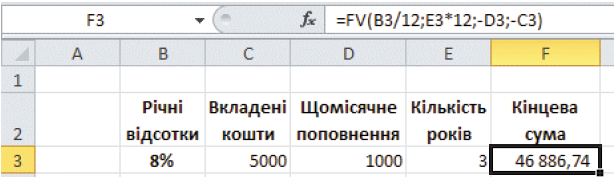 F3 fx =FV(B3/12;E3*12;-D3;-C3)
A B C D E F
1
Річні Вкладені Щомісячне Кількість Кінцева
2 відсотки кошти поповнення років сума
3 8% 5000 1000 3 46 886,74